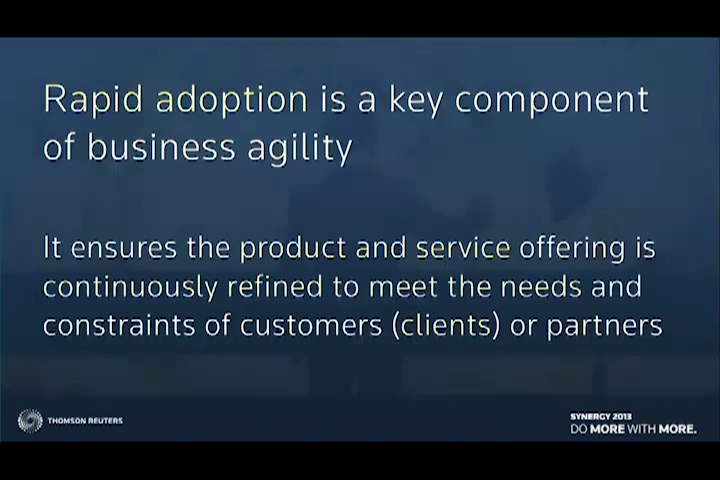 Rapid adoption is a key component
of business agility
It ensures the product and service offering is
continuously refined to meet the needs and
constraints of customers (clients) or partners
THOMSON REUTERS
SYNERGY 2013
DO MORE WITH MORE.